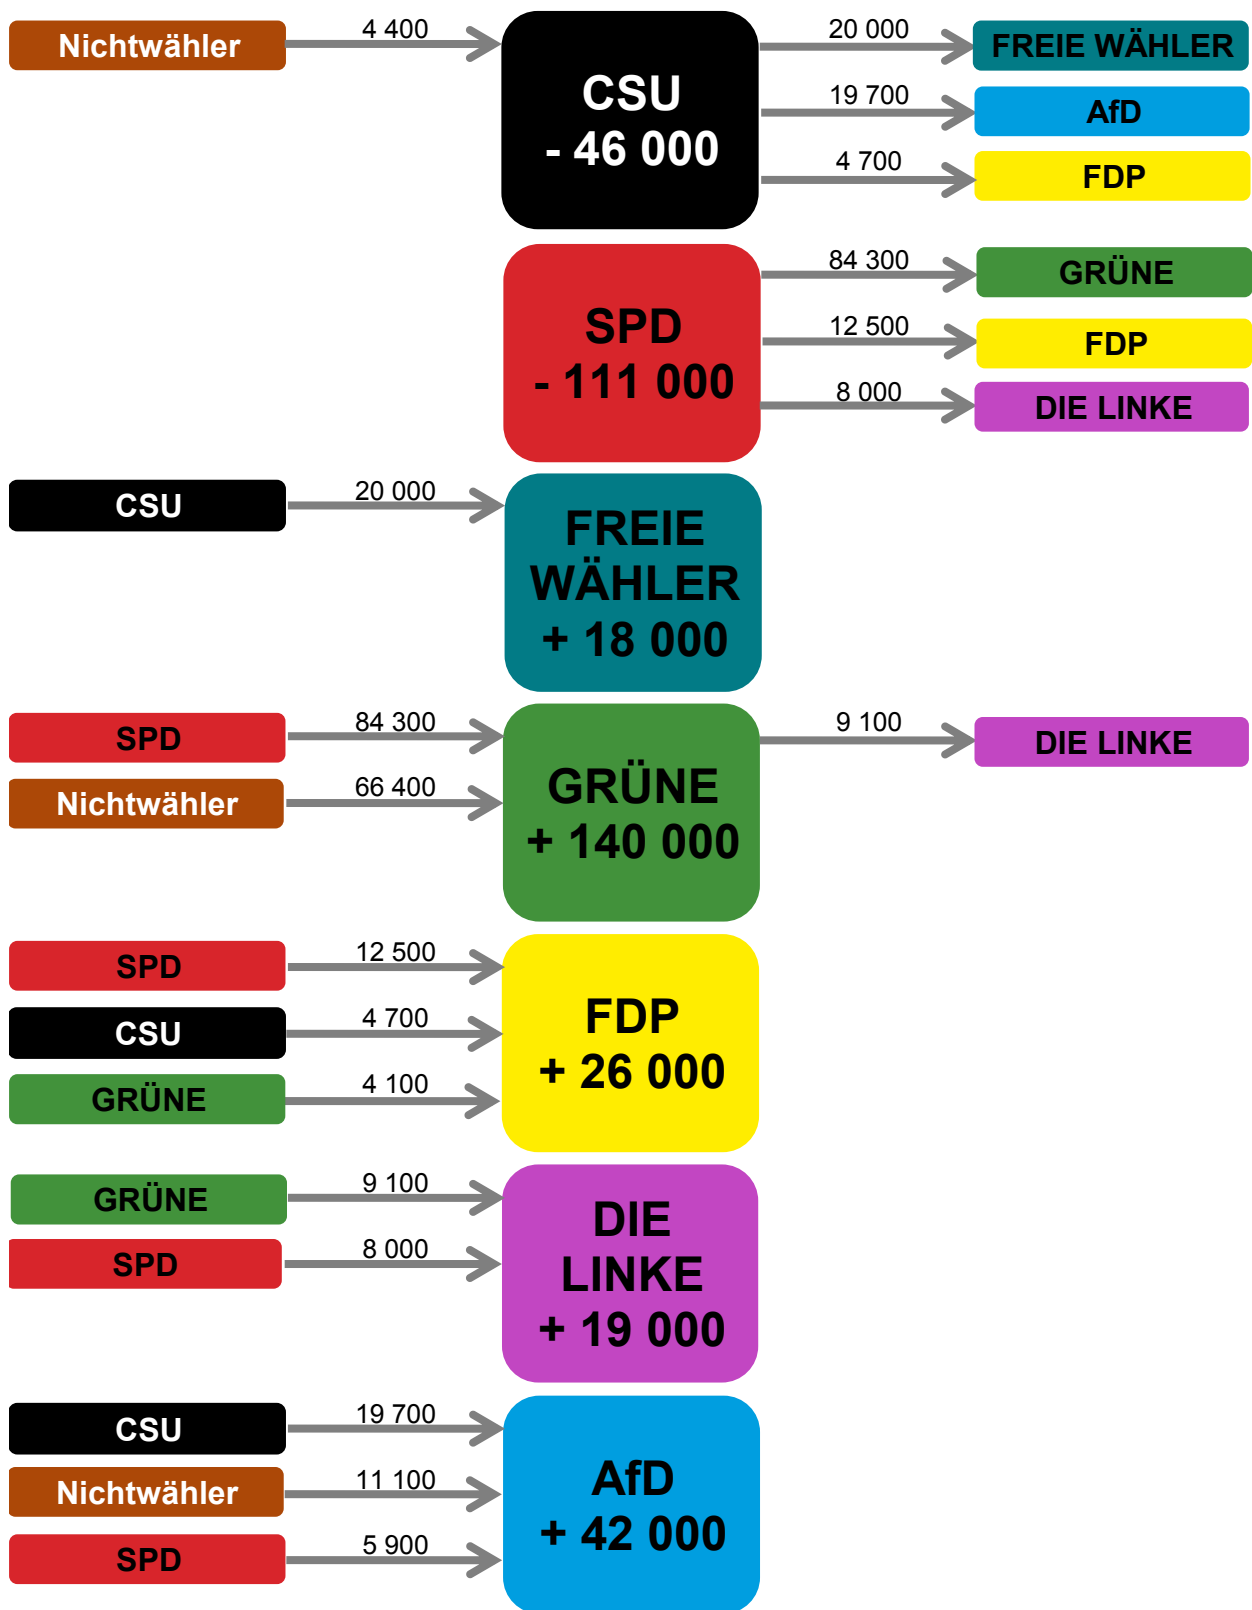 Nichtwähler
4 400
CSU
- 46 000
20 000
FREIE WÄHLER
19 700
AfD
4 700
FDP
SPD
- 111 000
84 300
GRÜNE
12 500
FDP
8 000
DIE LINKE
CSU
20 000
FREIE
WÄHLER
+ 18 000
SPD
84 300
Nichtwähler
66 400
GRÜNE
+ 140 000
9 100
DIE LINKE
SPD
12 500
CSU
4 700
GRÜNE
4 100
FDP
+ 26 000
GRÜNE
9 100
SPD
8 000
DIE
LINKE
+ 19 000
CSU
19 700
Nichtwähler
11 100
SPD
5 900
AfD
+ 42 000